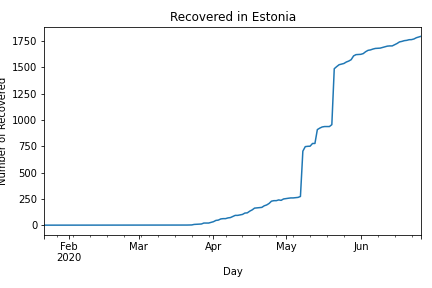 Recovered in Estonia
Number of Recovered
1750
1500
1250
1000
750
500
250
0
Feb
2020
Mar
Apr
May
Jun
Day